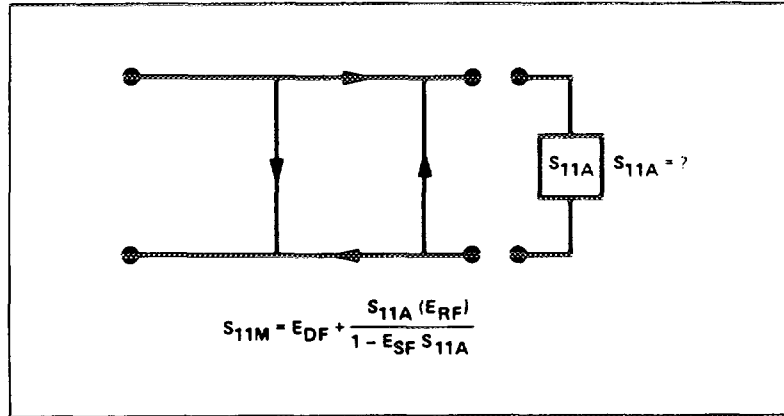 S11A S11A = ?
S11M = EDF + S11A (ERF) / 1 - ESF S11A